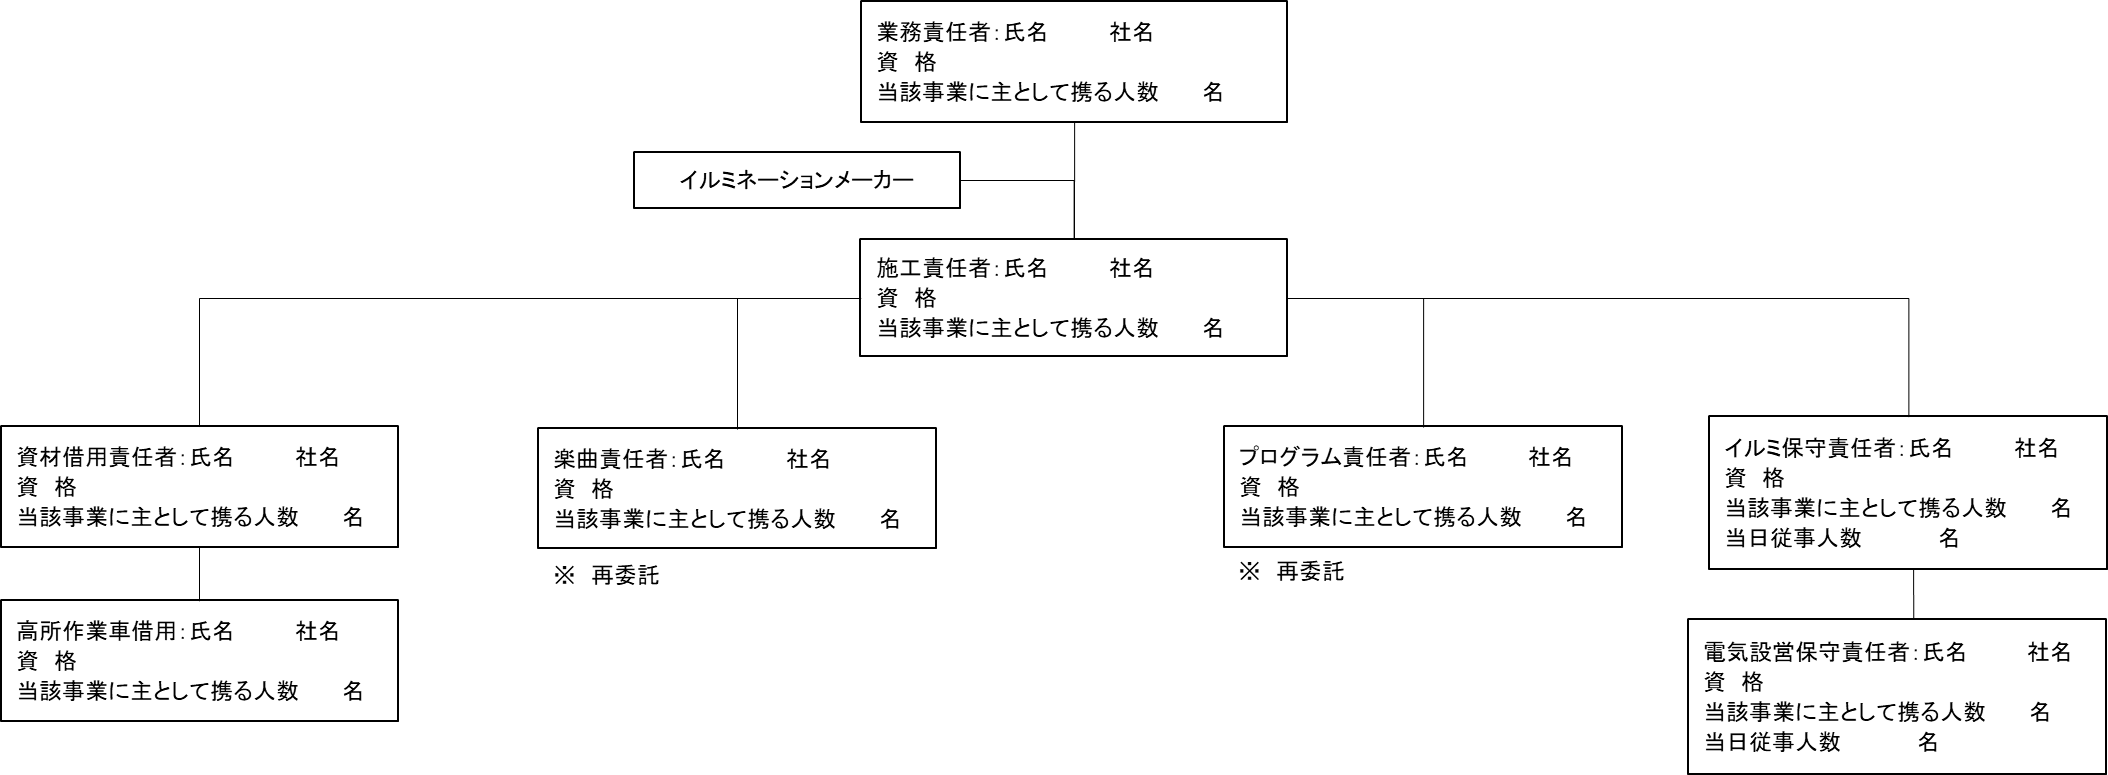 業務責任者：氏名　　　社名
資　格
当該事業に主として携る人数　　名
イルミネーションメーカー
施工責任者：氏名　　　社名
資　格
当該事業に主として携る人数　　名
資材借用責任者：氏名　　　社名
資　格
当該事業に主として携る人数　　名
楽曲責任者：氏名　　　社名
資　格
当該事業に主として携る人数　　名
※　再委託
プログラム責任者：氏名　　　社名
資　格
当該事業に主として携る人数　　名
※　再委託
イルミ保守責任者：氏名　　　社名
資　格
当該事業に主として携る人数　　名
当日従事人数　　　　名
高所作業車借用：氏名　　　社名
資　格
当該事業に主として携る人数　　名
電気設営保守責任者：氏名　　　社名
資　格
当該事業に主として携る人数　　名
当日従事人数　　　　名